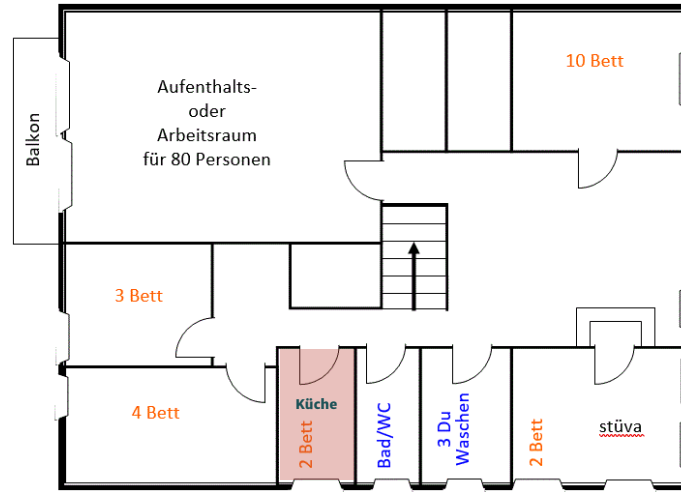 10 Bett
Aufenthalts-
oder
Arbeitsraum
für 80 Personen
Balkon
3 Bett
4 Bett
Küche
2 Bett
Bad/WC
3 Du
Waschen
2 Bett
stüva